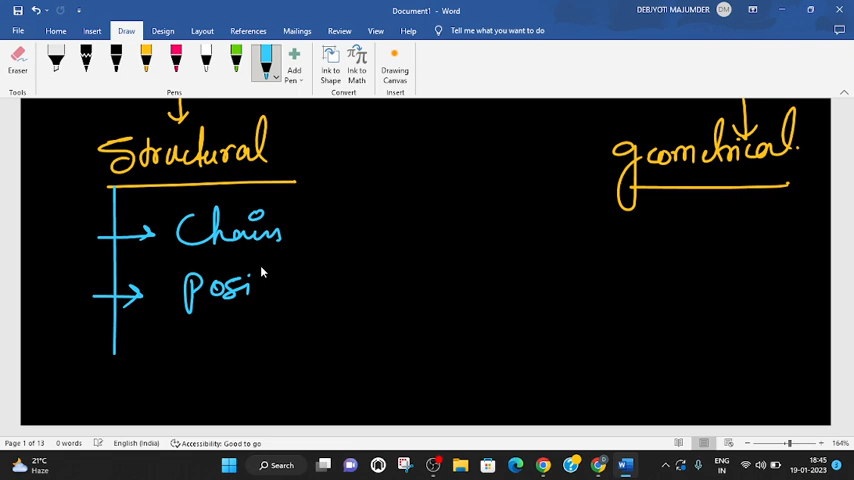 Document1 - Word
DEBJYOTI MAJUMDER DM
File Home Insert Draw Design Layout References Mailings Review View Help Tell me what you want to do
Eraser
Add Pen
Ink to Shape
Ink to Math
Drawing Canvas
Tools Pens Convert Insert
Structural
geometrical.
Chain
Posi
Page 1 of 13 0 words English (India) Accessibility: Good to go 164%
21°C
Haze
Search
ENG
IN
18:45
19-01-2023